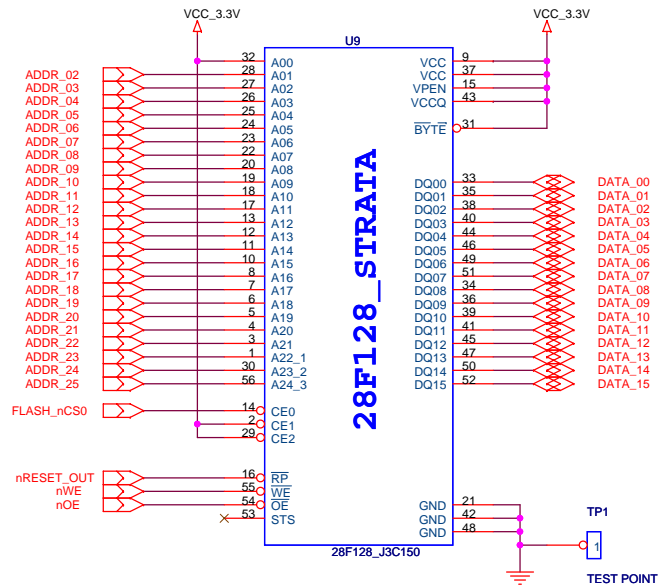 VCC_3.3V
VCC_3.3V
U9
32 A00
ADDR_02 28 A01
ADDR_03 27 A02
ADDR_04 26 A03
ADDR_05 25 A04
ADDR_06 24 A05
ADDR_07 23 A06
ADDR_08 22 A07
ADDR_09 20 A08
ADDR_10 19 A09
ADDR_11 18 A10
ADDR_12 17 A11
ADDR_13 13 A12
ADDR_14 12 A13
ADDR_15 11 A14
ADDR_16 10 A15
ADDR_17 8 A16
ADDR_18 7 A17
ADDR_19 6 A18
ADDR_20 5 A19
ADDR_21 4 A20
ADDR_22 3 A21
ADDR_23 1 A22_1
ADDR_24 30 A23_2
ADDR_25 56 A24_3
FLASH_nCS0 14 CE0
2 CE1
29 CE2
nRESET_OUT 16 RP
nWE 55 WE
nOE 54 OE
53 STS
28F128_STRATA
VCC 9
VCC 37
VPEN 15
VCCQ 43
BYTE 31
DQ00 33 DATA_00
DQ01 35 DATA_01
DQ02 38 DATA_02
DQ03 40 DATA_03
DQ04 44 DATA_04
DQ05 46 DATA_05
DQ06 49 DATA_06
DQ07 51 DATA_07
DQ08 34 DATA_08
DQ09 36 DATA_09
DQ10 39 DATA_10
DQ11 41 DATA_11
DQ12 45 DATA_12
DQ13 47 DATA_13
DQ14 50 DATA_14
DQ15 52 DATA_15
GND 21
GND 42
GND 48
28F128_J3C150
TP1
1
TEST POINT